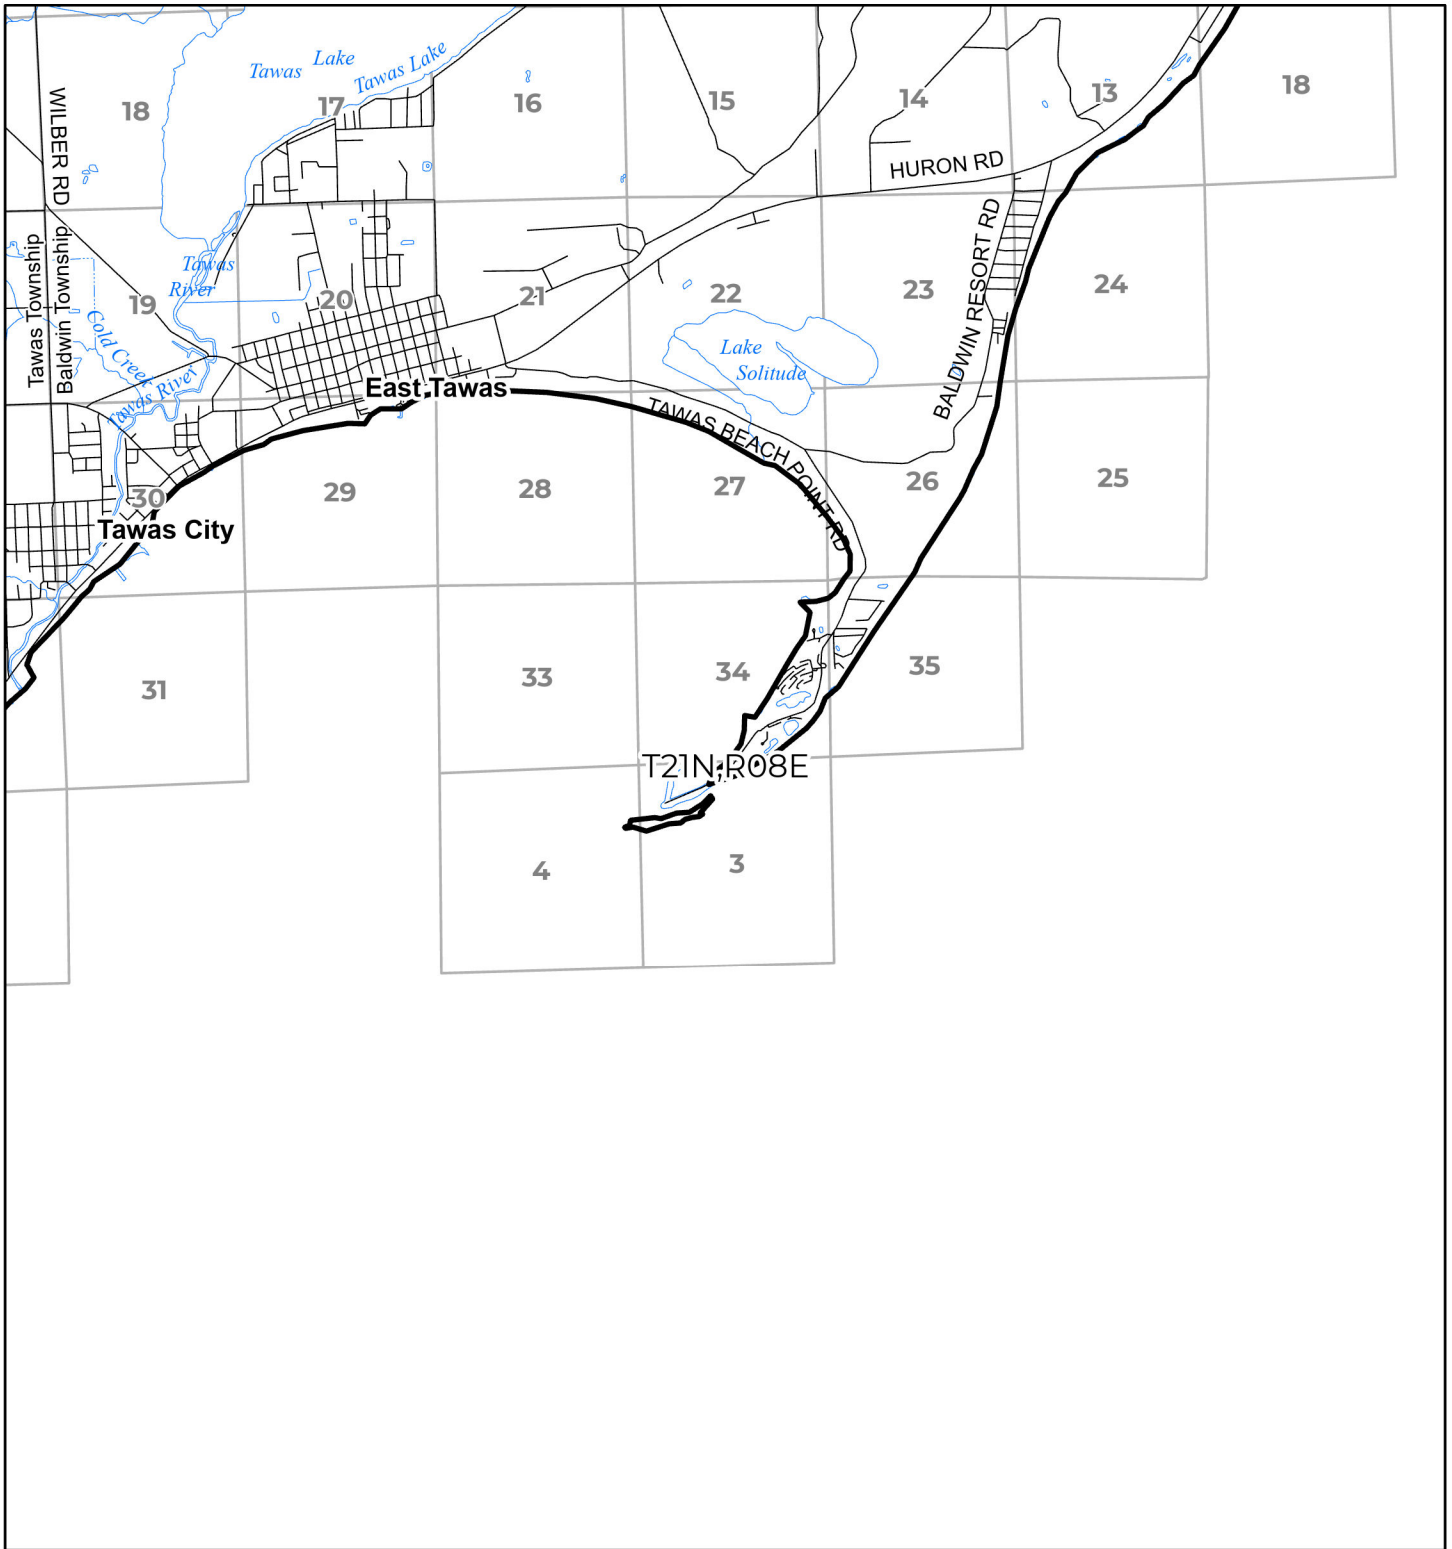 Lake
Tawas
Tawas Lake
18
17
16
15
14
13
18
WILBER RD
HURON RD
Tawas Township
Baldwin Township
Tawas
River
19
20
21
22
23
24
BALDWIN RESORT RD
Cold Creek
Tawas River
Lake
Solitude
East Tawas
TAWAS BEACH POINT RD
30
29
28
27
26
25
Tawas City
31
33
34
35
T21N,R08E
4
3